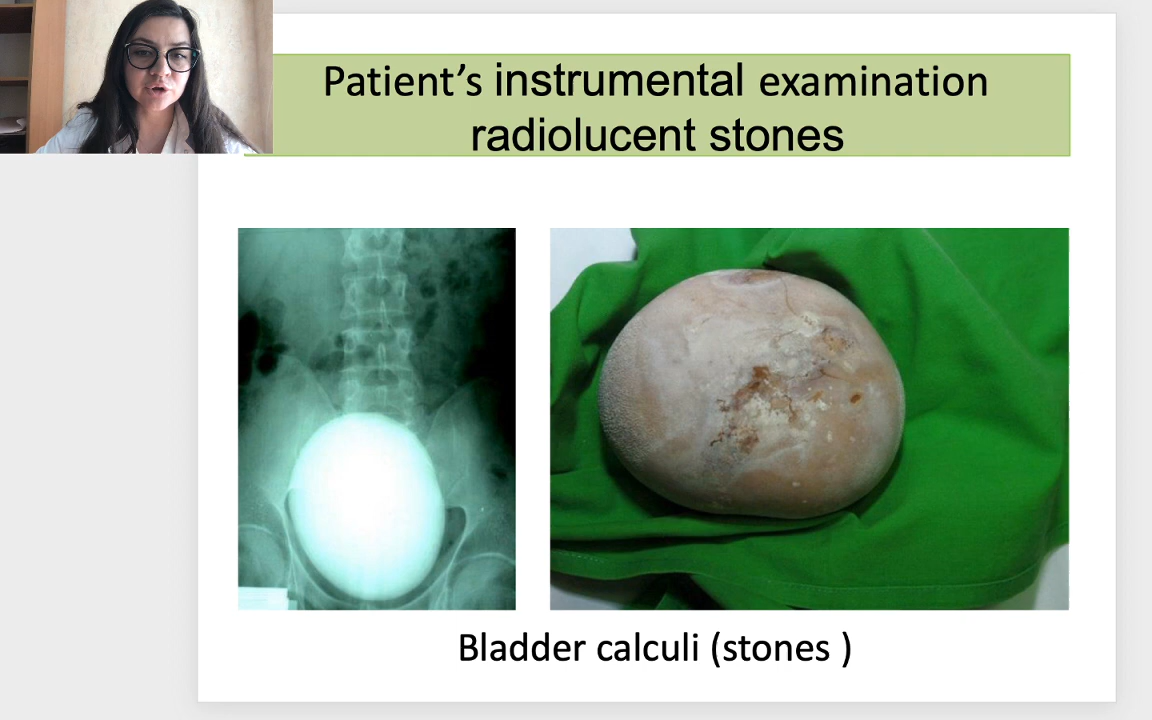 Patient’s instrumental examination
radiolucent stones
Bladder calculi (stones )